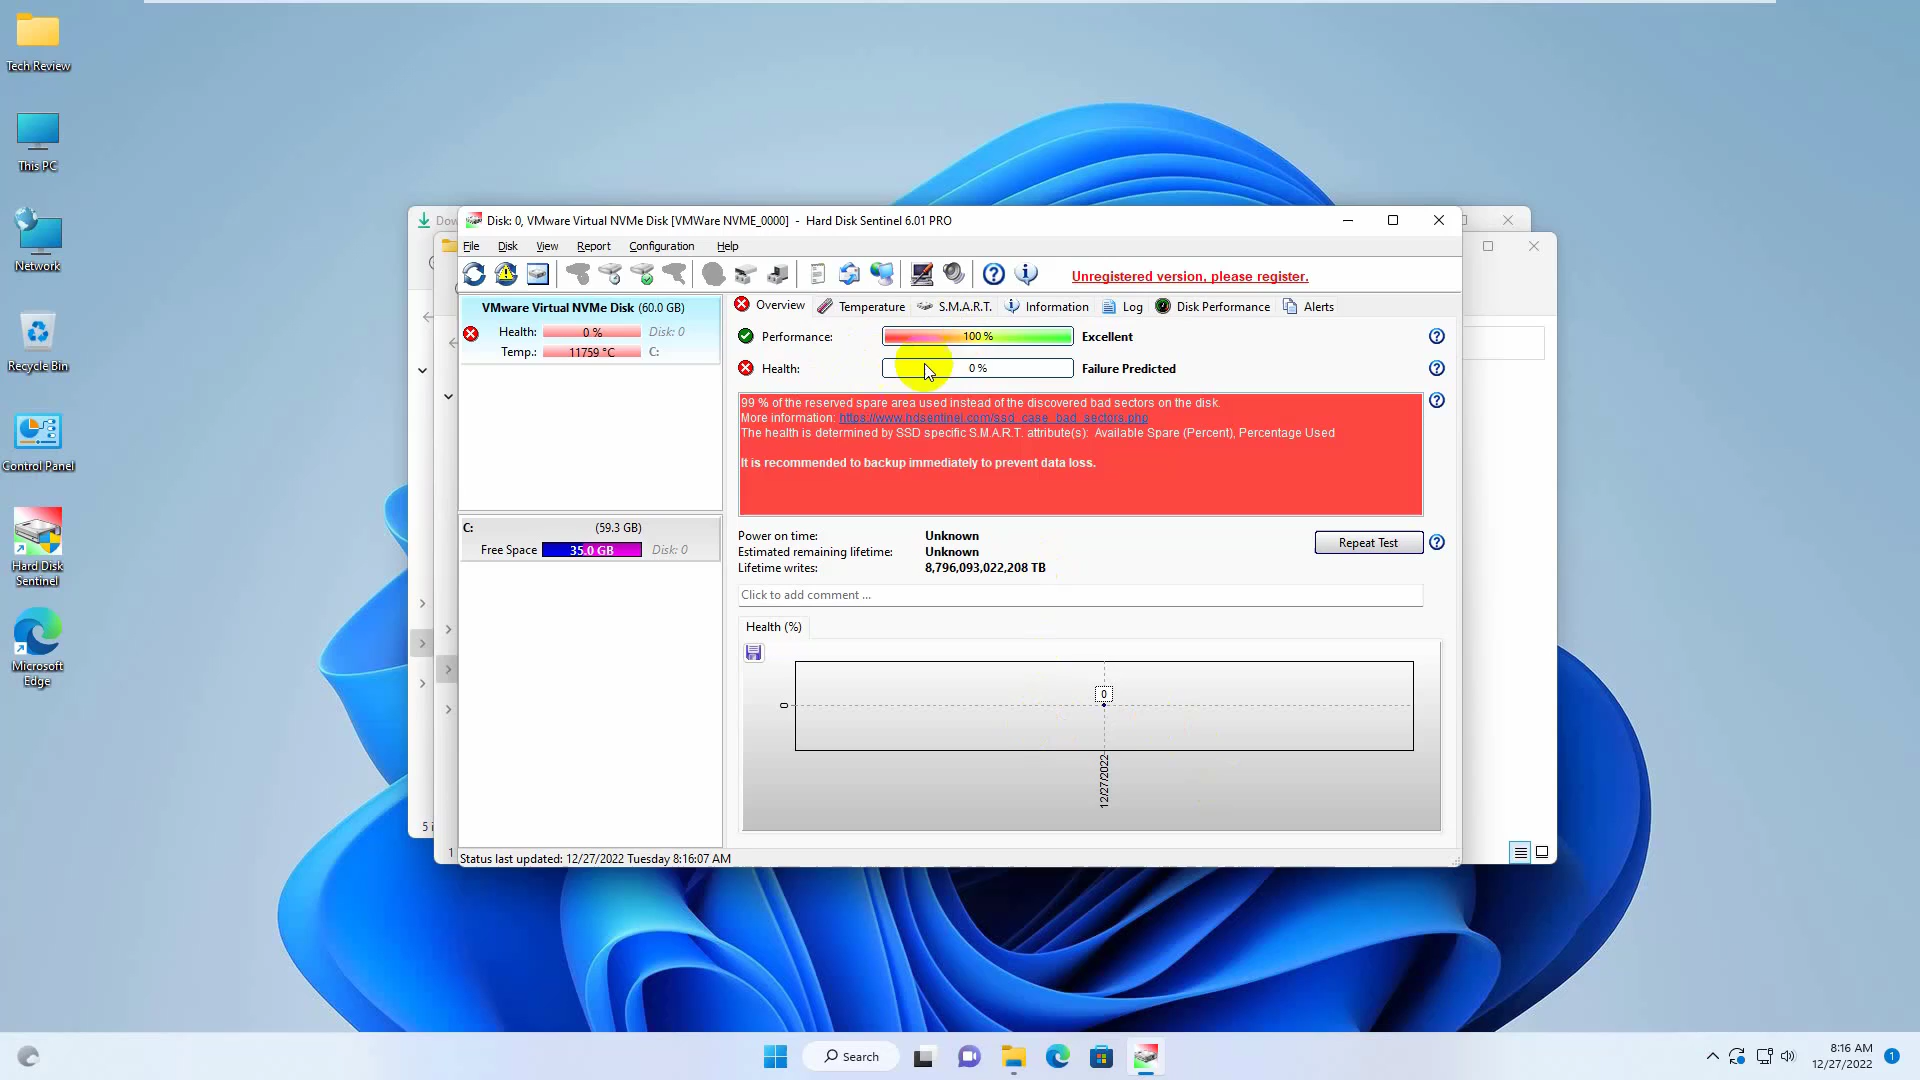 Tech Review
This PC
Network
Recycle Bin
Control Panel
Hard Disk
Sentinel
Microsoft
Edge
Disk: 0, VMware Virtual NVMe Disk [VMWare NVME_0000] - Hard Disk Sentinel 6.01 PRO
File Disk View Report Configuration Help
Unregistered version, please register.
VMware Virtual NVMe Disk (60.0 GB)
Health: 0 % Disk: 0
Temp.: 11759 °C C:
C: (59.3 GB)
Free Space 35.0 GB Disk: 0
Overview Temperature S.M.A.R.T. Information Log Disk Performance Alerts
Performance: 100 % Excellent
Health: 0 % Failure Predicted
99 % of the reserved spare area used instead of the discovered bad sectors on the disk.
More information: https://www.hdsentinel.com/ssd_case_bad_sectors.php
The health is determined by SSD specific S.M.A.R.T. attribute(s): Available Spare (Percent), Percentage Used
It is recommended to backup immediately to prevent data loss.
Power on time: Unknown
Estimated remaining lifetime: Unknown
Lifetime writes: 8,796,093,022,208 TB
Repeat Test
Click to add comment ...
Health (%)
0
0
12/27/2022
Status last updated: 12/27/2022 Tuesday 8:16:07 AM
Search
8:16 AM
12/27/2022
1